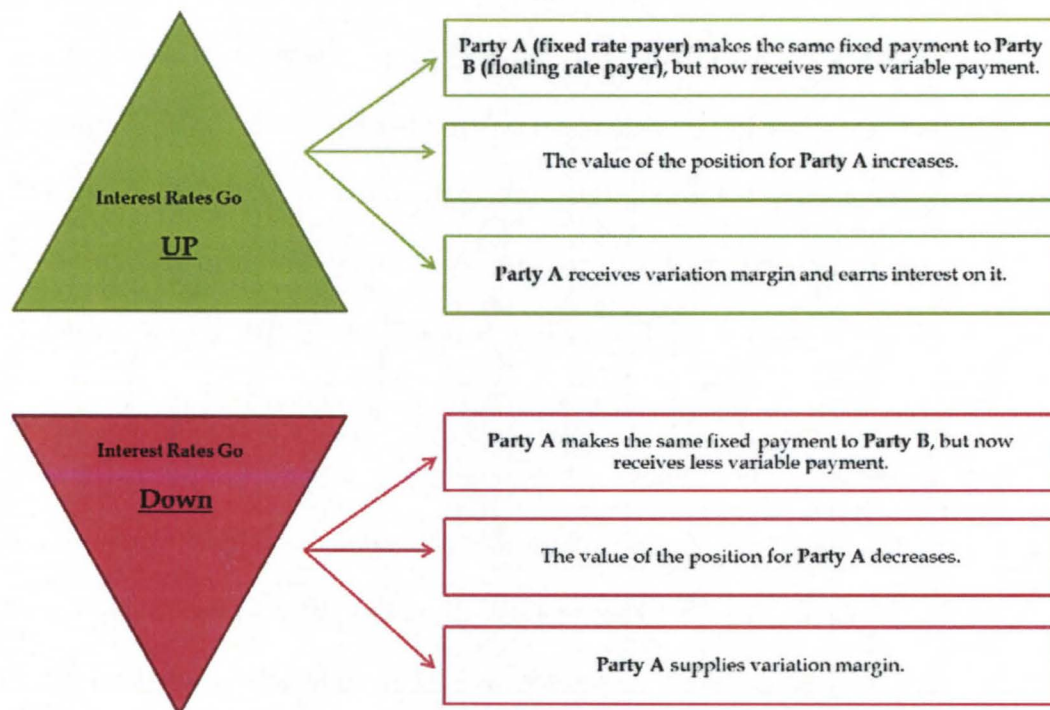 Party A (fixed rate payer) makes the same fixed payment to Party
B (floating rate payer), but now receives more variable payment.
Interest Rates Go
UP
The value of the position for Party A increases.
Party A receives variation margin and earns interest on it.
Interest Rates Go
Down
Party A makes the same fixed payment to Party B, but now
receives less variable payment.
The value of the position for Party A decreases.
Party A supplies variation margin.